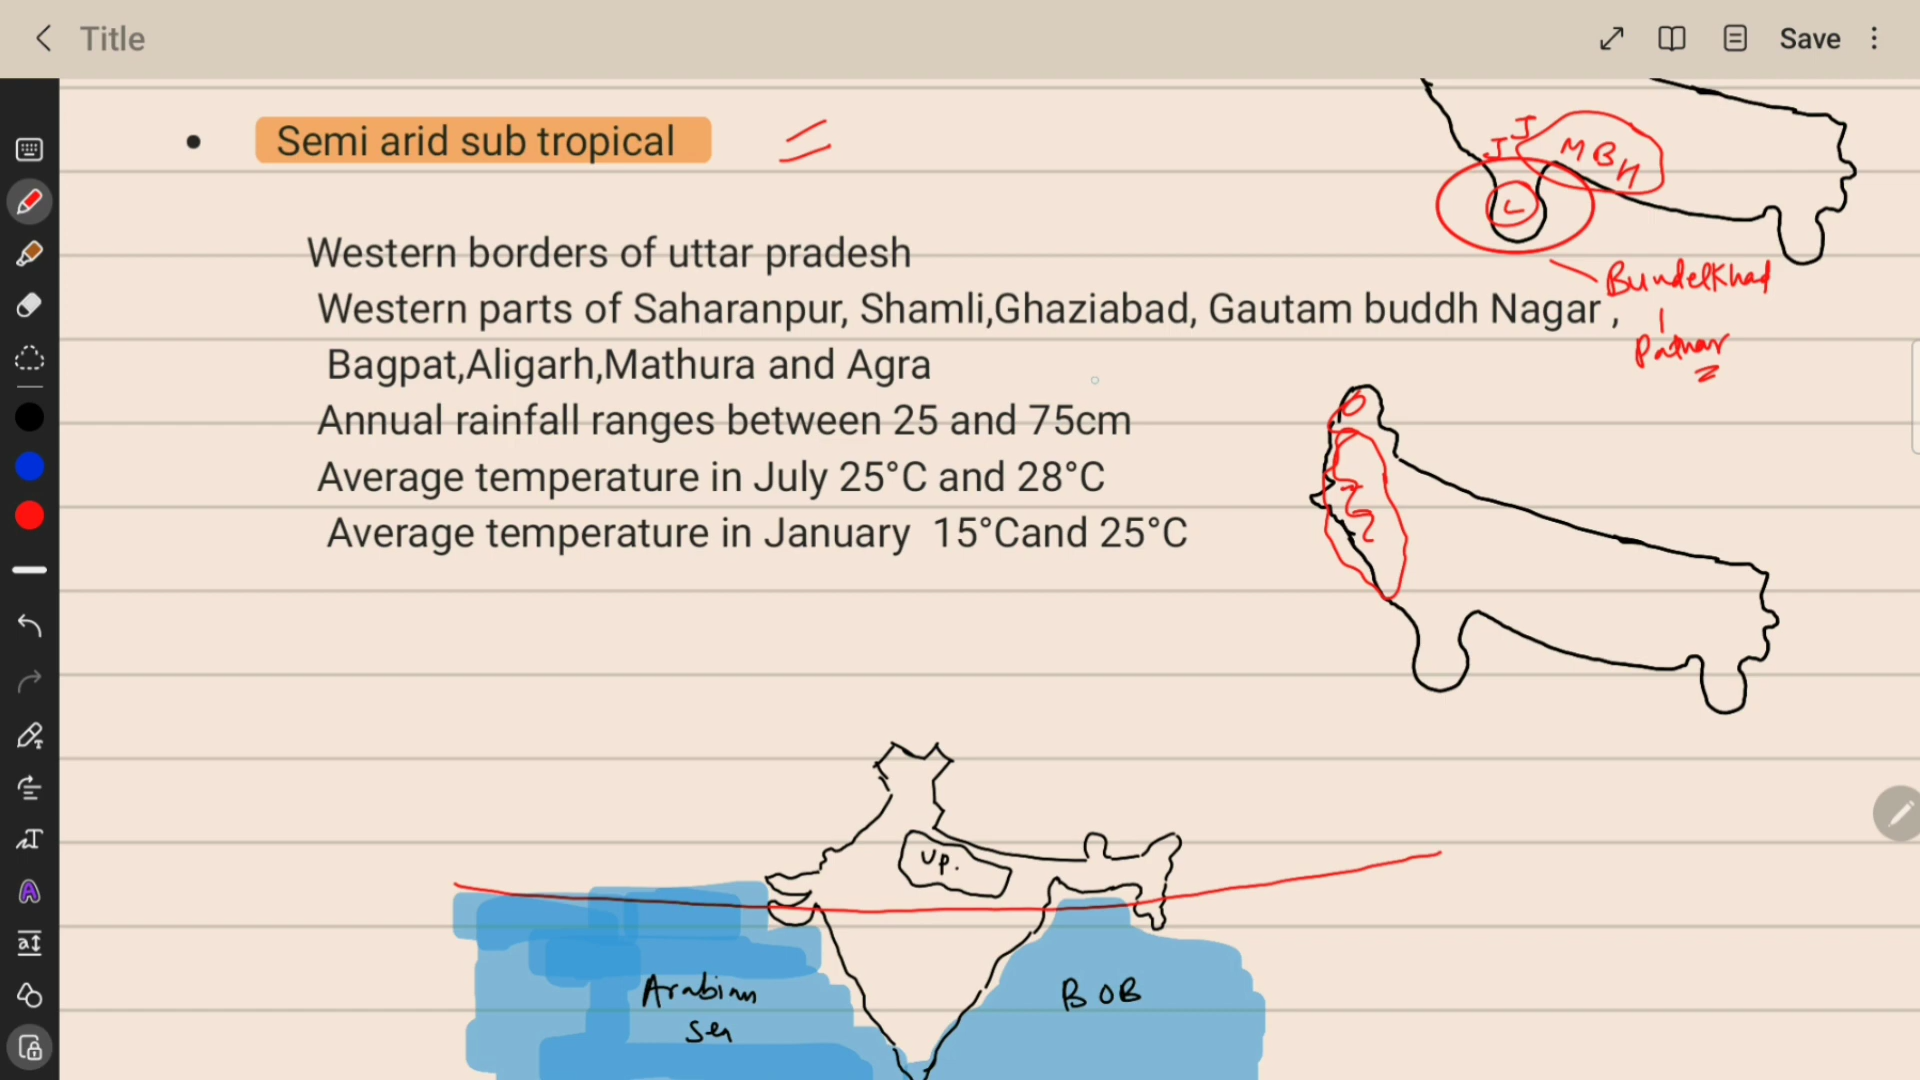 Title
Save
• Semi arid sub tropical
J J M B H
L
Western borders of uttar pradesh
Bundelkhad
Western parts of Saharanpur, Shamli,Ghaziabad, Gautam buddh Nagar ,
Pathar
Bagpat,Aligarh,Mathura and Agra
Annual rainfall ranges between 25 and 75cm
Average temperature in July 25°C and 28°C
Average temperature in January 15°Cand 25°C
UP.
Arabian
Sea
BOB